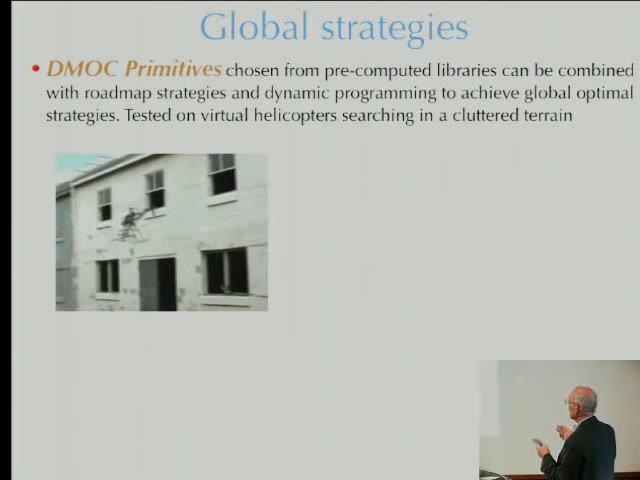 Global strategies
• DMOC Primitives chosen from pre-computed libraries can be combined
with roadmap strategies and dynamic programming to achieve global optimal
strategies. Tested on virtual helicopters searching in a cluttered terrain